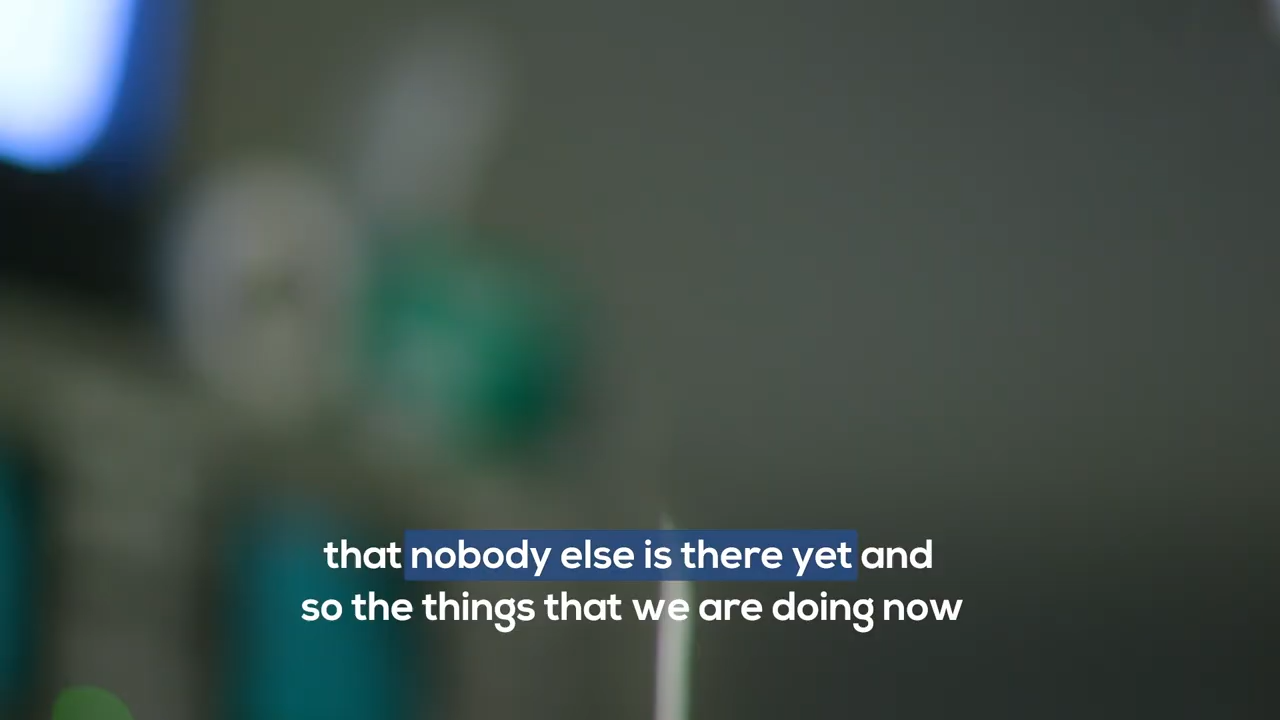 that nobody else is there yet and
so the things that we are doing now